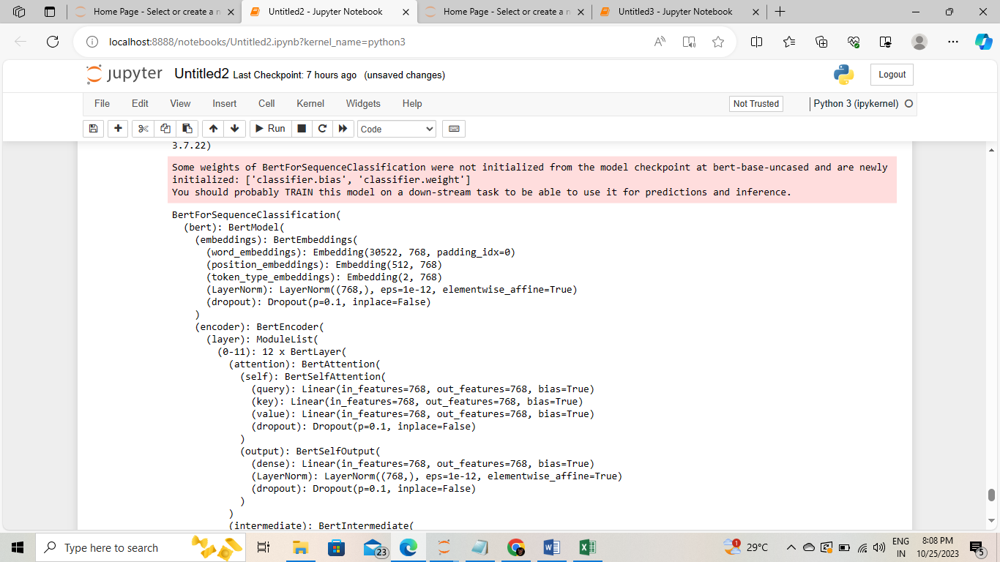 Home Page - Select or create a n
Untitled2 - Jupyter Notebook
Home Page - Select or create a n
Untitled3 - Jupyter Notebook
localhost:8888/notebooks/Untitled2.ipynb?kernel_name=python3
jupyter Untitled2 Last Checkpoint: 7 hours ago (unsaved changes)
Logout
File Edit View Insert Cell Kernel Widgets Help
Not Trusted
Python 3 (ipykernel)
Run
Code
3.7.22)
Some weights of BertForSequenceClassification were not initialized from the model checkpoint at bert-base-uncased and are newly
initialized: ['classifier.bias', 'classifier.weight']
You should probably TRAIN this model on a down-stream task to be able to use it for predictions and inference.
BertForSequenceClassification(
(bert): BertModel(
(embeddings): BertEmbeddings(
(word_embeddings): Embedding(30522, 768, padding_idx=0)
(position_embeddings): Embedding(512, 768)
(token_type_embeddings): Embedding(2, 768)
(LayerNorm): LayerNorm((768,), eps=1e-12, elementwise_affine=True)
(dropout): Dropout(p=0.1, inplace=False)
)
(encoder): BertEncoder(
(layer): ModuleList(
(0-11): 12 x BertLayer(
(attention): BertAttention(
(self): BertSelfAttention(
(query): Linear(in_features=768, out_features=768, bias=True)
(key): Linear(in_features=768, out_features=768, bias=True)
(value): Linear(in_features=768, out_features=768, bias=True)
(dropout): Dropout(p=0.1, inplace=False)
)
(output): BertSelfOutput(
(dense): Linear(in_features=768, out_features=768, bias=True)
(LayerNorm): LayerNorm((768,), eps=1e-12, elementwise_affine=True)
(dropout): Dropout(p=0.1, inplace=False)
)
)
(intermediate): BertIntermediate(
Type here to search
23
1
29°C
ENG
IN
8:08 PM
10/25/2023
5